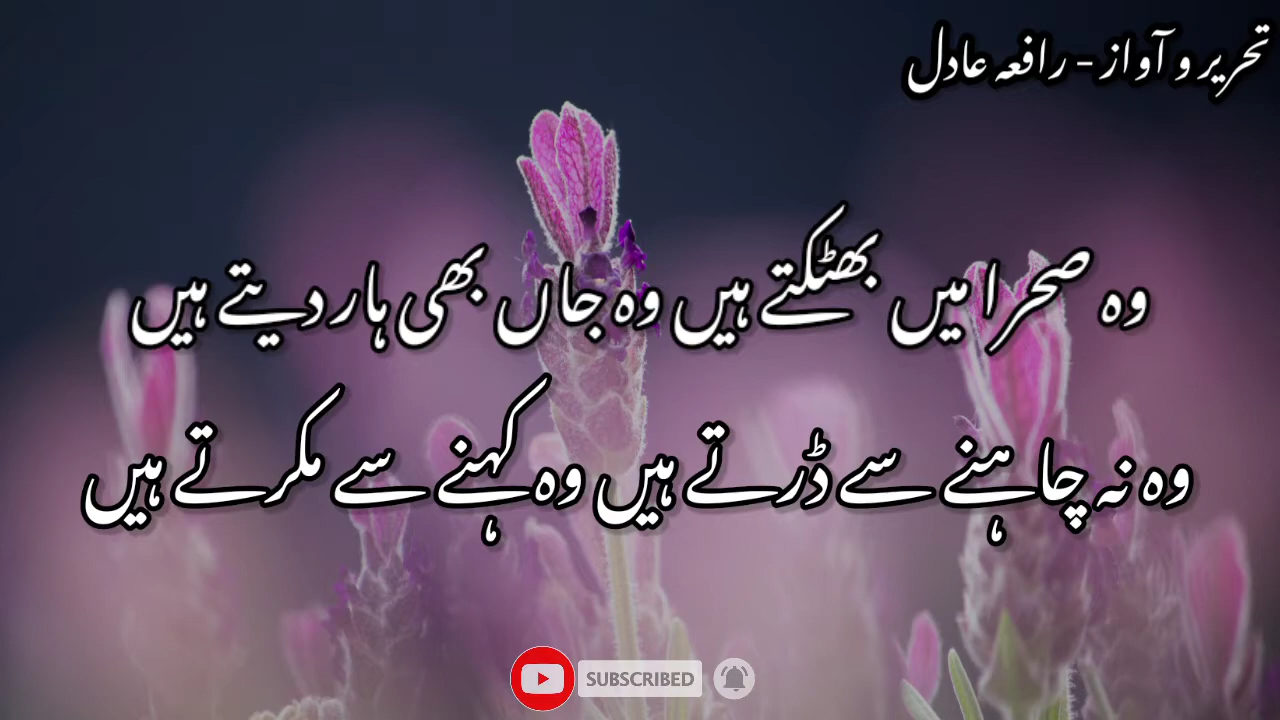 تحریر و آواز - رافعہ عادل
وہ صحرا میں بھٹکتے ہیں وہ جاں بھی ہار دیتے ہیں
وہ نہ چاہنے سے ڈرتے ہیں وہ کہنے سے مکرتے ہیں
SUBSCRIBED